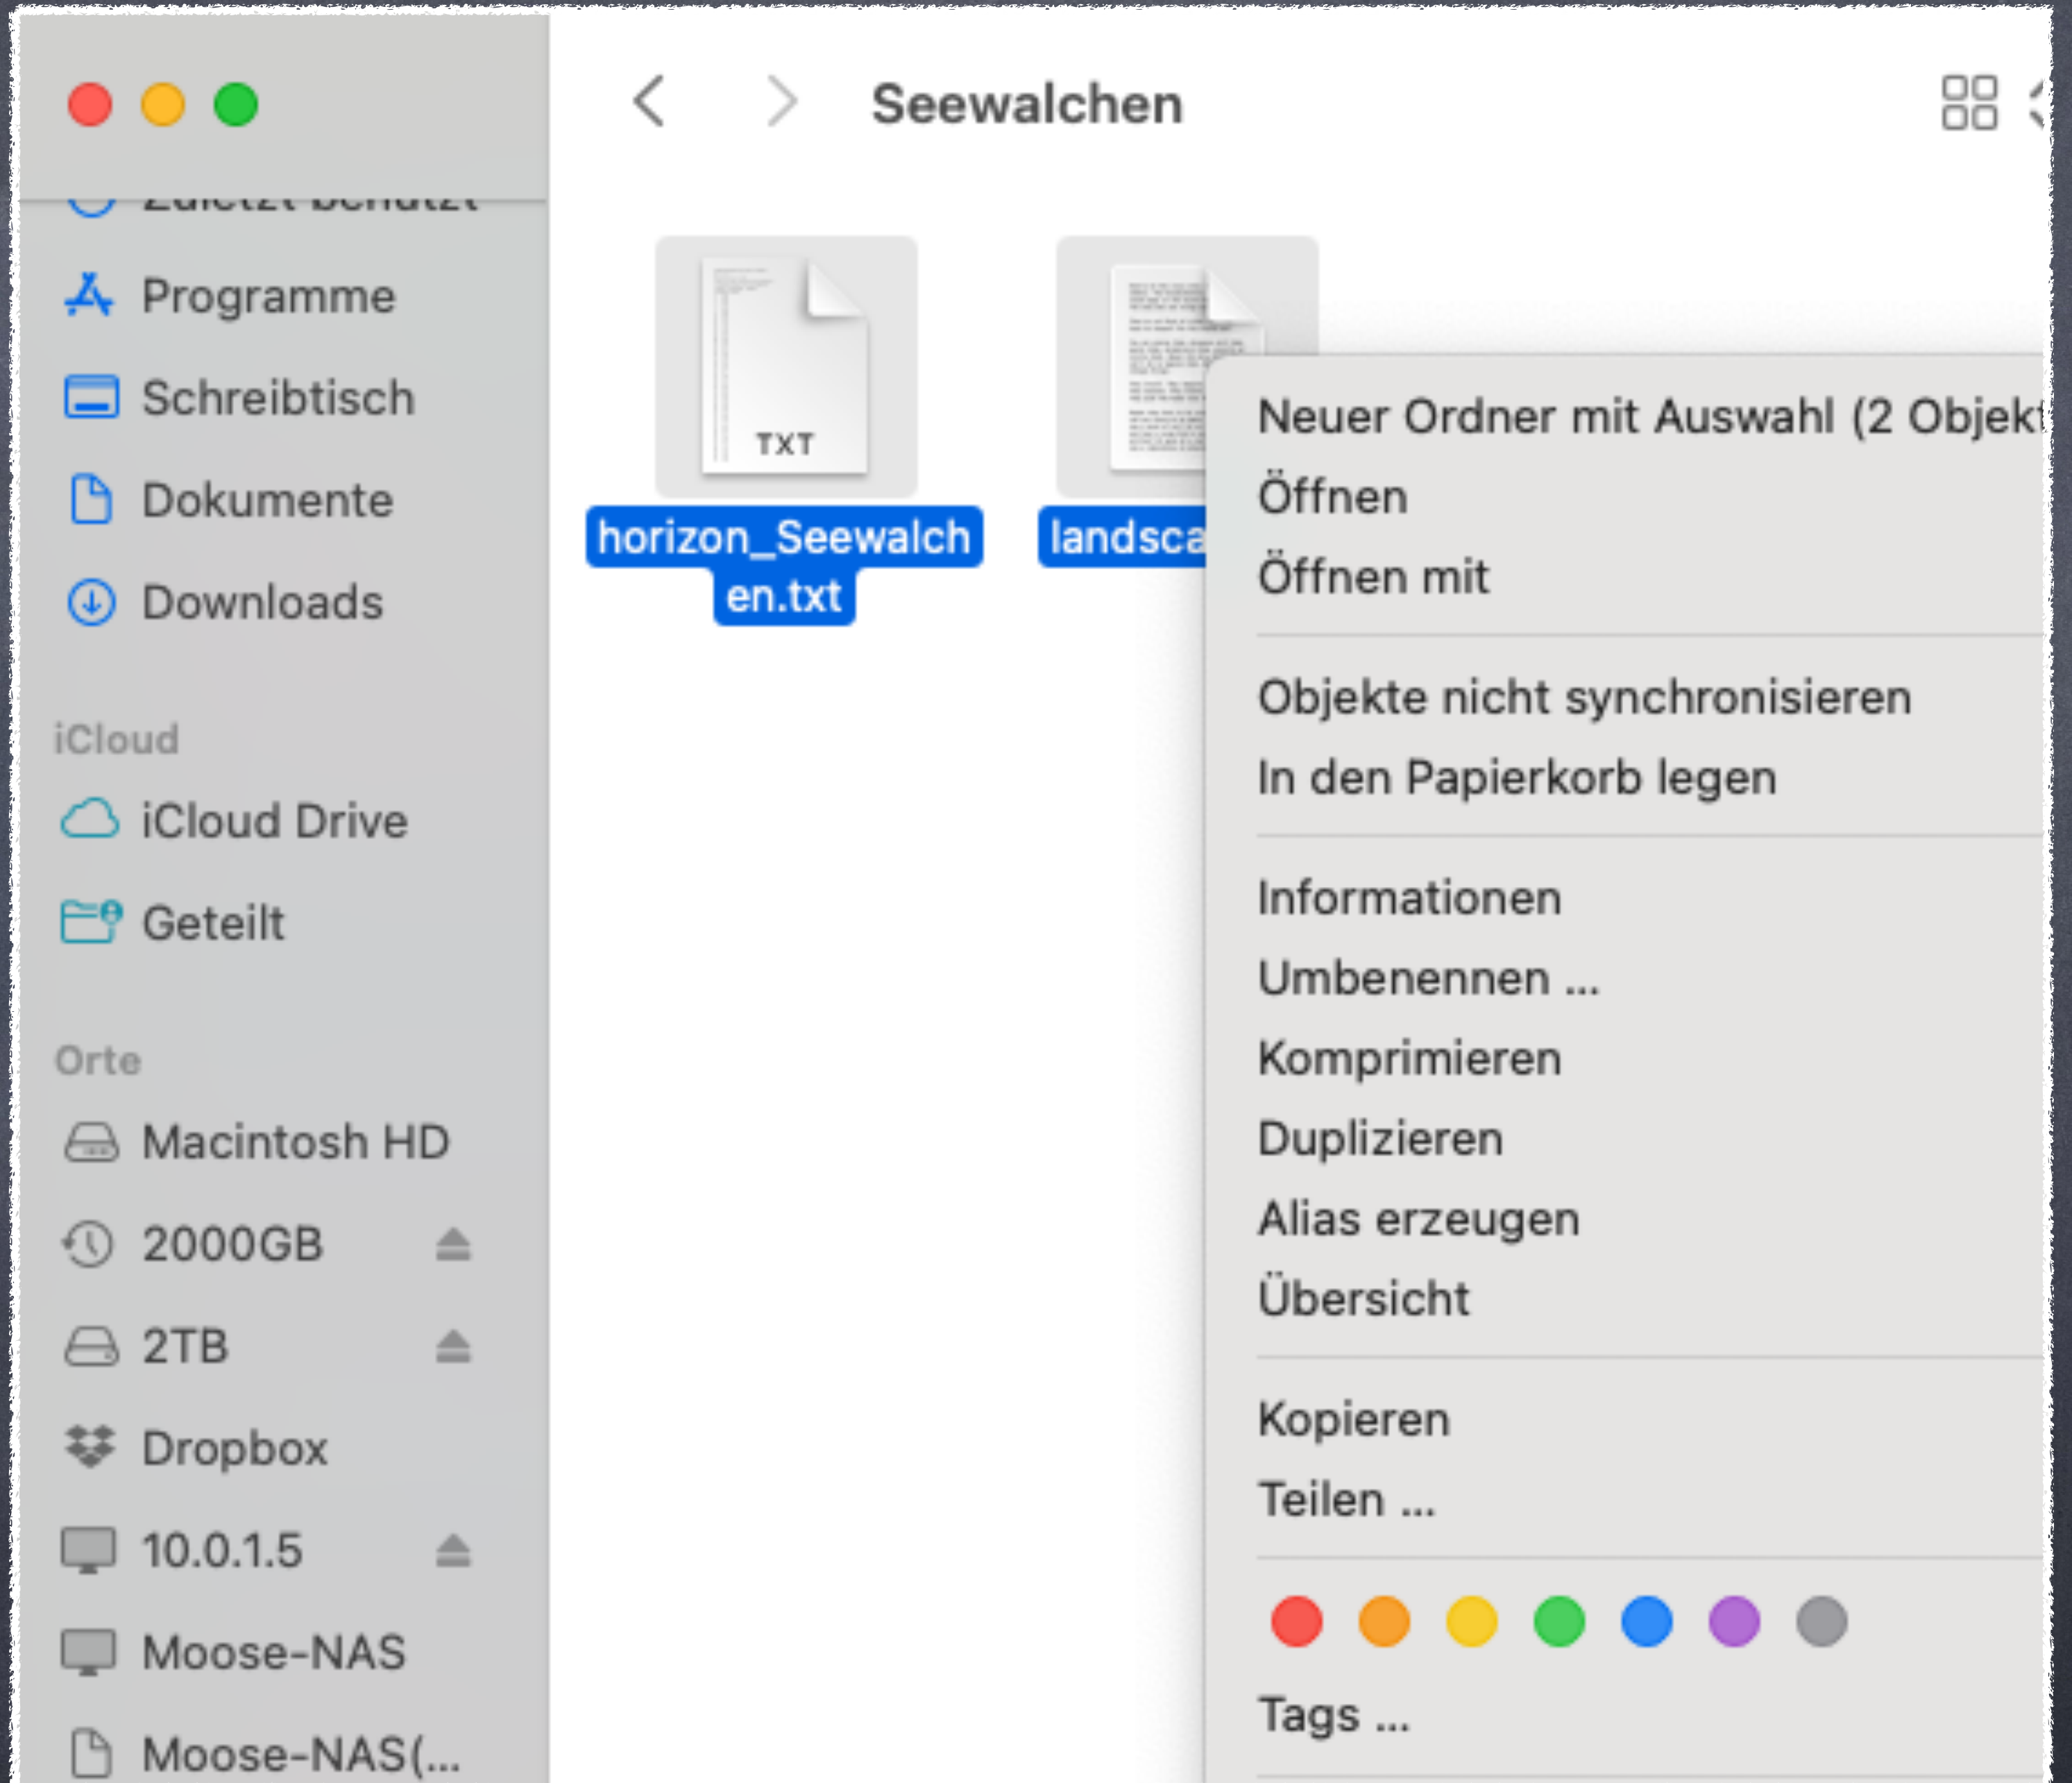 Seewalchen
Zuletzt benutzt
Programme
Schreibtisch
Dokumente
Downloads
iCloud
iCloud Drive
Geteilt
Orte
Macintosh HD
2000GB
2TB
Dropbox
10.0.1.5
Moose-NAS
Moose-NAS(...
TXT
horizon_Seewalch
en.txt
landsca
Neuer Ordner mit Auswahl (2 Objekt
Öffnen
Öffnen mit
Objekte nicht synchronisieren
In den Papierkorb legen
Informationen
Umbenennen ...
Komprimieren
Duplizieren
Alias erzeugen
Übersicht
Kopieren
Teilen ...
Tags ...